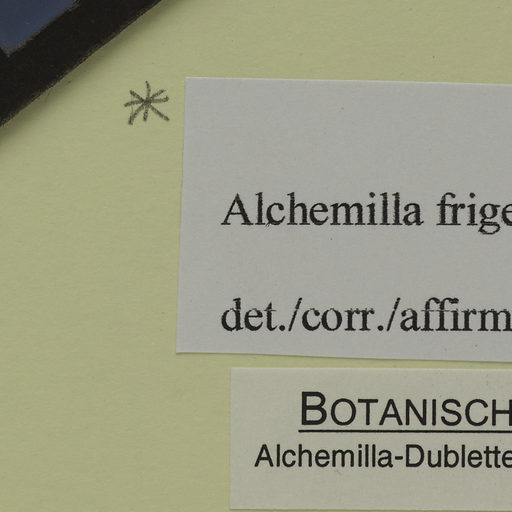 Alchemilla frige
det./corr./affirm
BOTANISCH
Alchemilla-Dublette